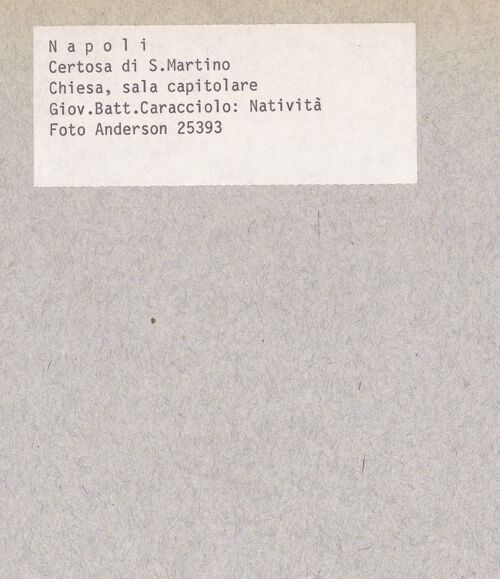 N a p o l i
Certosa di S.Martino
Chiesa, sala capitolare
Giov.Batt.Caracciolo: Natività
Foto Anderson 25393